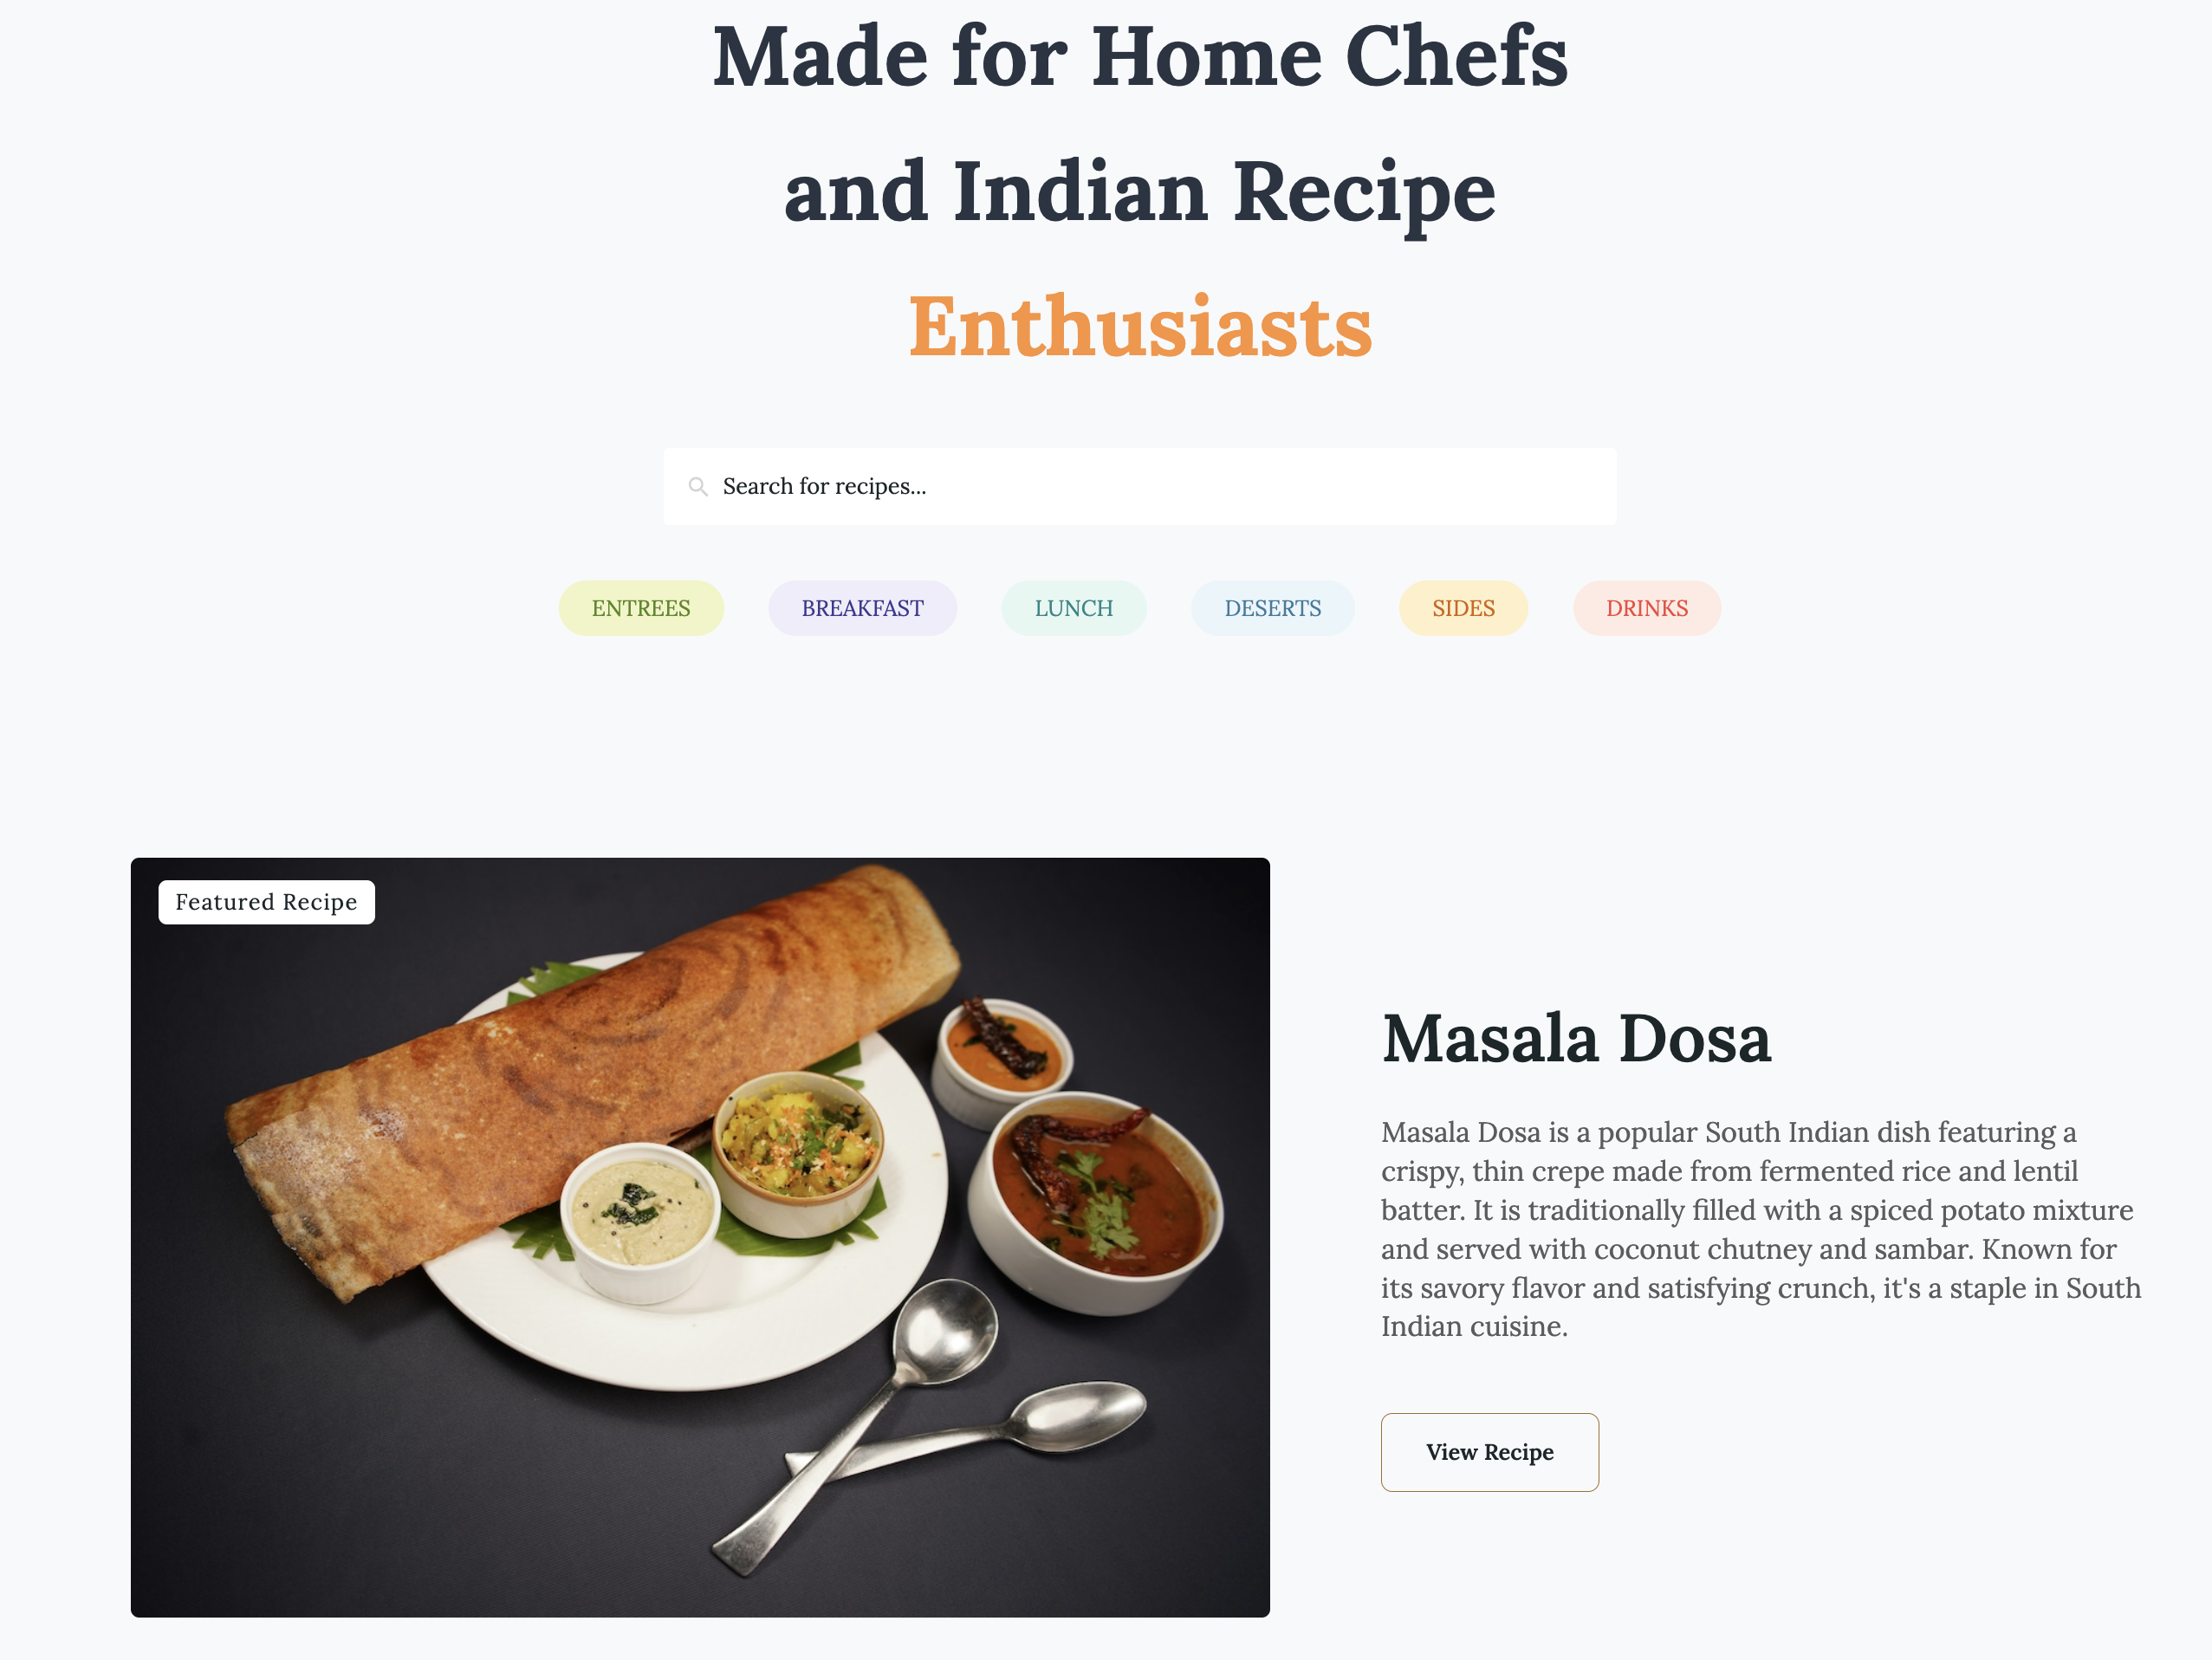 Made for Home Chefs
and Indian Recipe
Enthusiasts
Search for recipes...
ENTREES
BREAKFAST
LUNCH
DESERTS
SIDES
DRINKS
Featured Recipe
Masala Dosa
Masala Dosa is a popular South Indian dish featuring a
crispy, thin crepe made from fermented rice and lentil
batter. It is traditionally filled with a spiced potato mixture
and served with coconut chutney and sambar. Known for
its savory flavor and satisfying crunch, it's a staple in South
Indian cuisine.
View Recipe